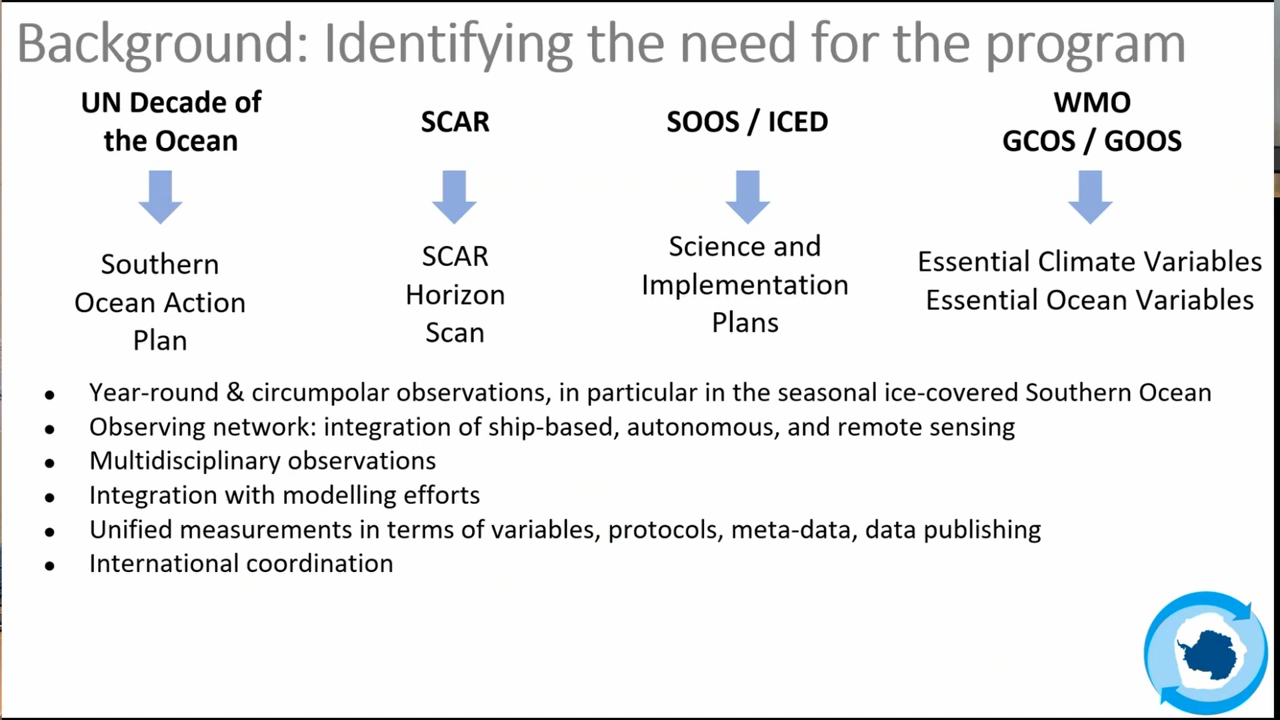 Background: Identifying the need for the program
UN Decade of
the Ocean
SCAR
SOOS / ICED
WMO
GCOS / GOOS
Southern
Ocean Action
Plan
SCAR
Horizon
Scan
Science and
Implementation
Plans
Essential Climate Variables
Essential Ocean Variables
• Year-round & circumpolar observations, in particular in the seasonal ice-covered Southern Ocean
• Observing network: integration of ship-based, autonomous, and remote sensing
• Multidisciplinary observations
• Integration with modelling efforts
• Unified measurements in terms of variables, protocols, meta-data, data publishing
• International coordination